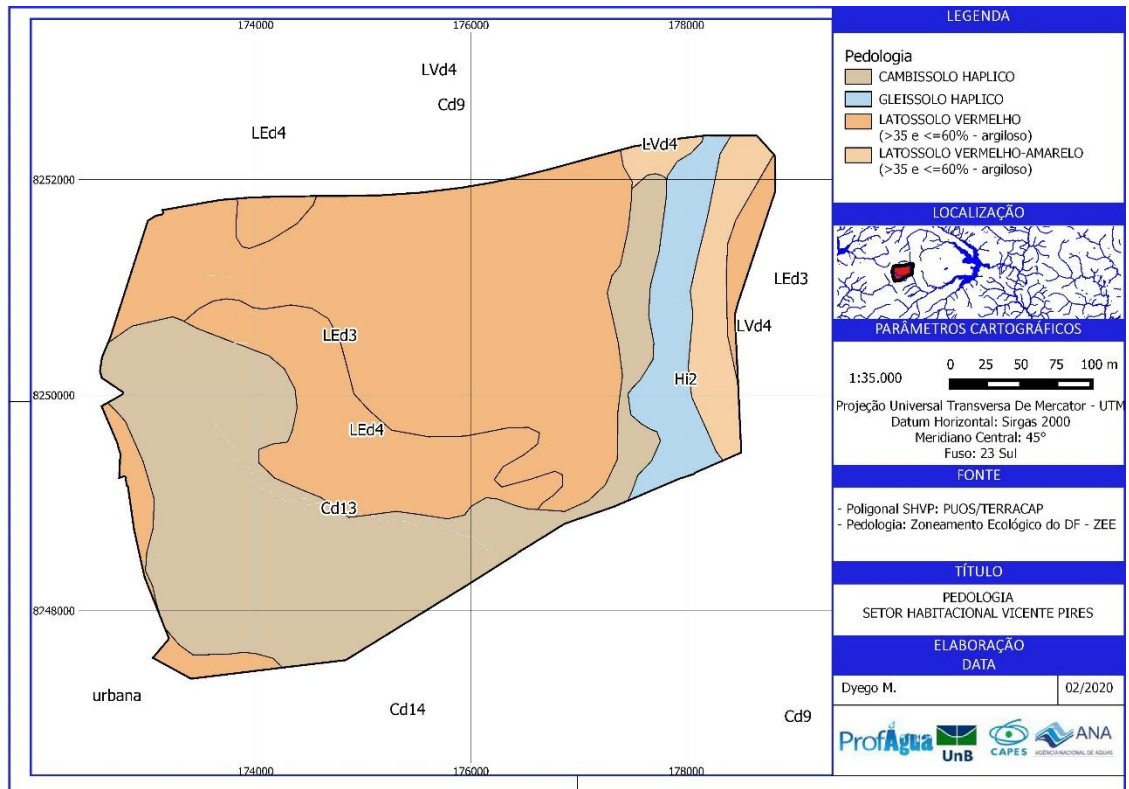 174000 176000 178000
LVd4
Cd9
LEd4
LVd4
8252000
LEd3
LEd3
LVd4
Hi2
8250000
LEd4
Cd13
8248000
urbana
Cd14
Cd9
174000 176000 178000
LEGENDA
Pedologia
CAMBISSOLO HAPLICO
GLEISSOLO HAPLICO
LATOSSOLO VERMELHO
(>35 e <=60% - argiloso)
LATOSSOLO VERMELHO-AMARELO
(>35 e <=60% - argiloso)
LOCALIZAÇÃO
PARÂMETROS CARTOGRÁFICOS
0 25 50 75 100 m
1:35.000
Projeção Universal Transversa De Mercator - UTM
Datum Horizontal: Sirgas 2000
Meridiano Central: 45°
Fuso: 23 Sul
FONTE
- Poligonal SHVP: PUOS/TERRACAP
- Pedologia: Zoneamento Ecológico do DF - ZEE
TÍTULO
PEDOLOGIA
SETOR HABITACIONAL VICENTE PIRES
ELABORAÇÃO
DATA
Dyego M. 02/2020
ProfÁgua UnB CAPES ANA
AGÊNCIA NACIONAL DE ÁGUAS